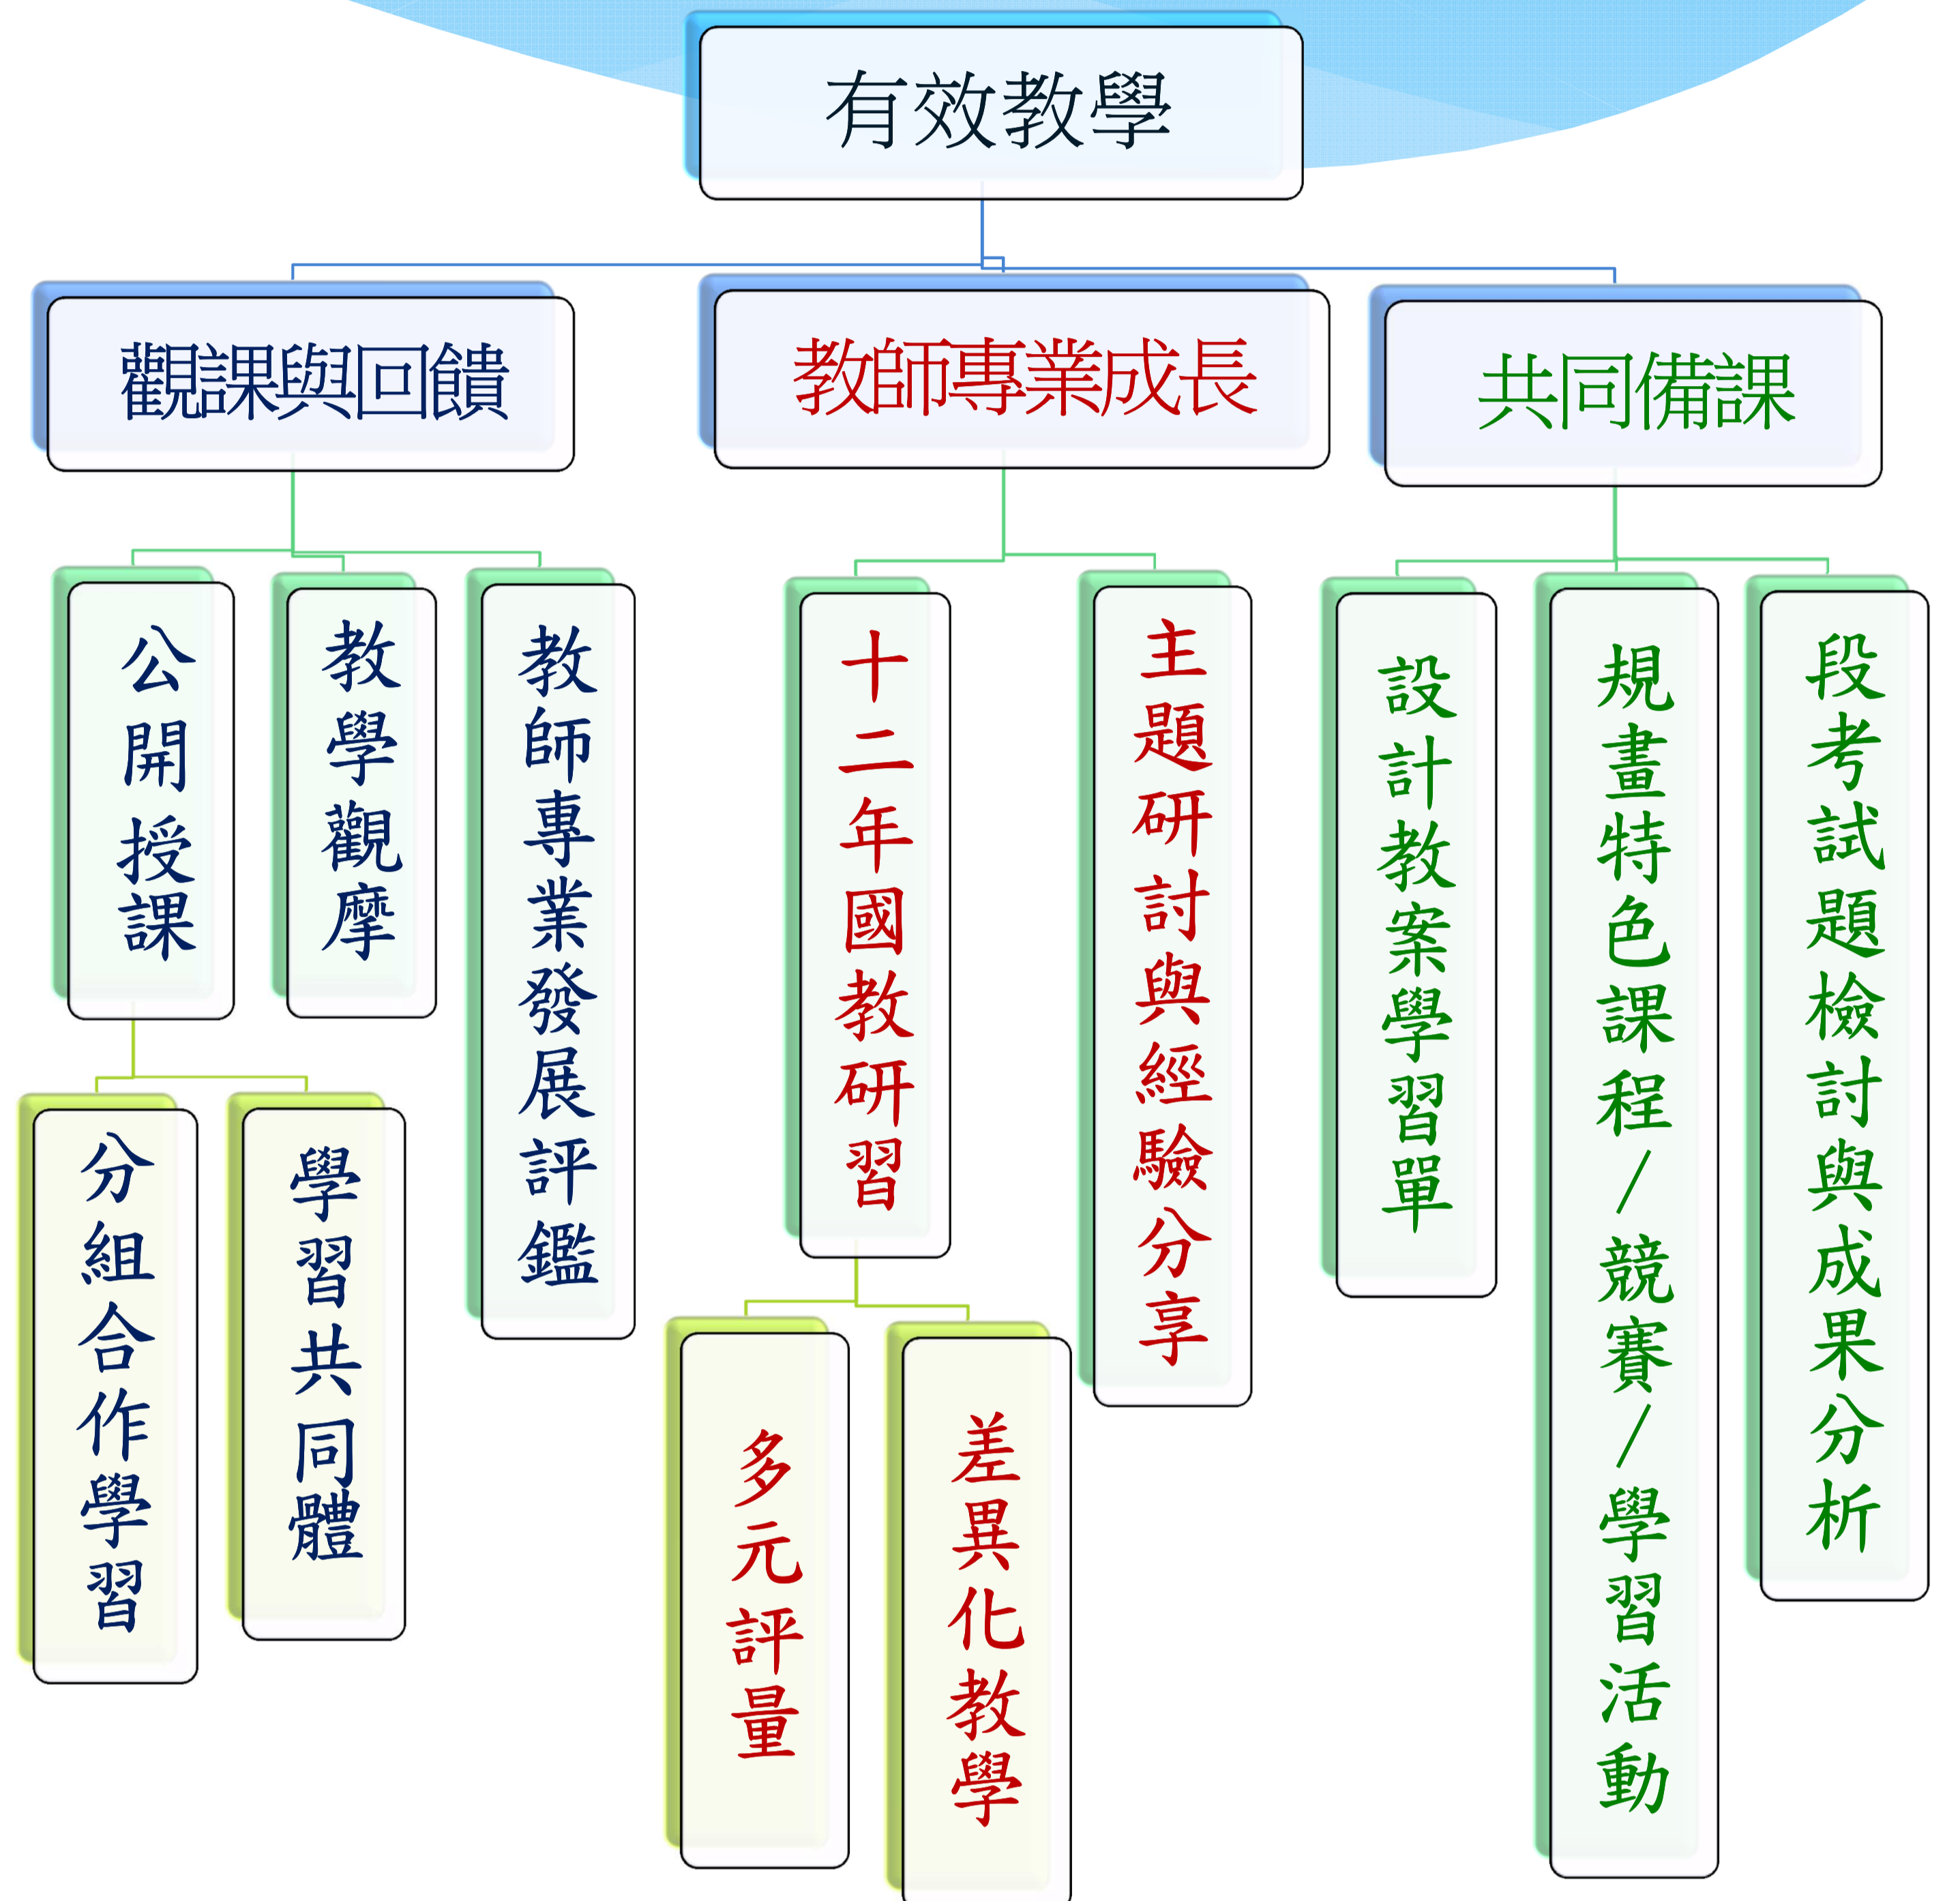 有效教學
觀課與回饋
教師專業成長
共同備課
公開授課
教學觀摩
教師專業發展評鑑
十二年國教研習
主題研討與經驗分享
設計教案學習單
規畫特色課程/競賽/學習活動
段考試題檢討與成果分析
分組合作學習
學習共同體
多元評量
差異化教學